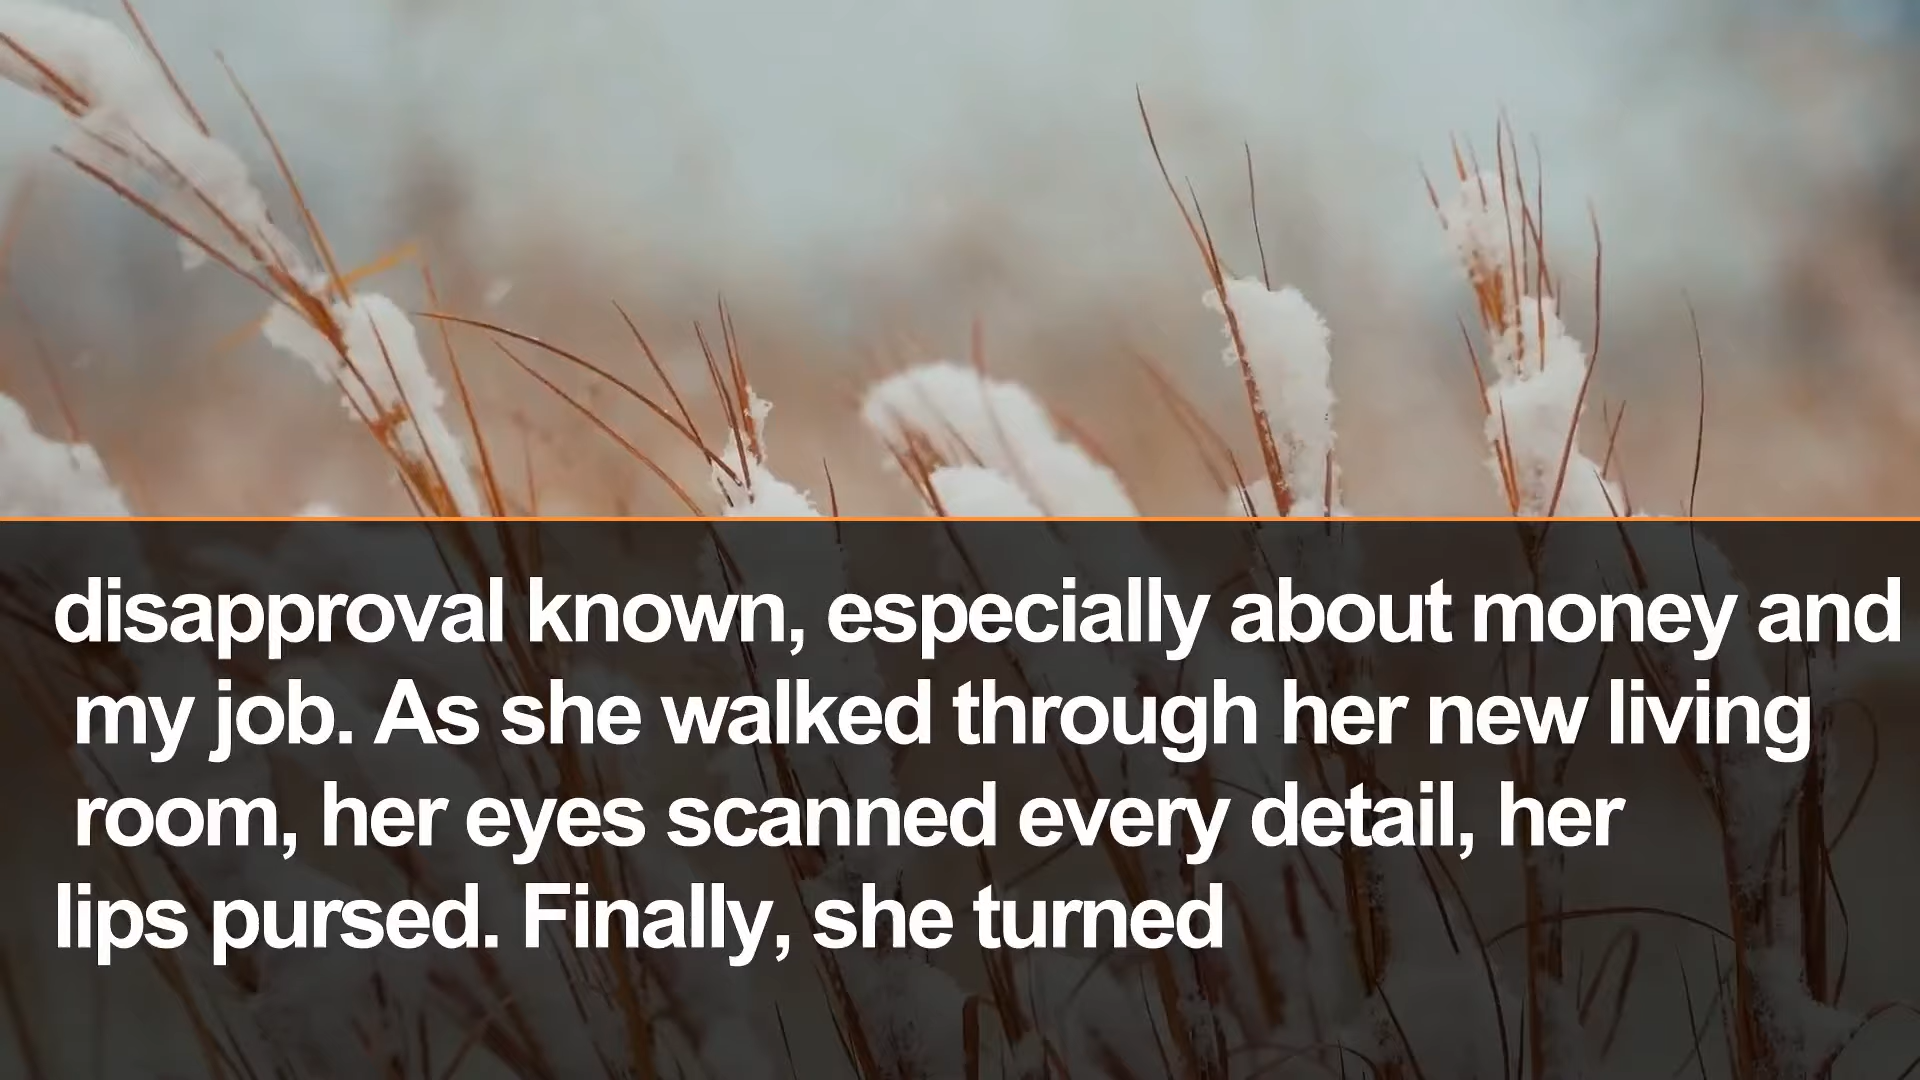 disapproval known, especially about money and
my job. As she walked through her new living
room, her eyes scanned every detail, her
lips pursed. Finally, she turned